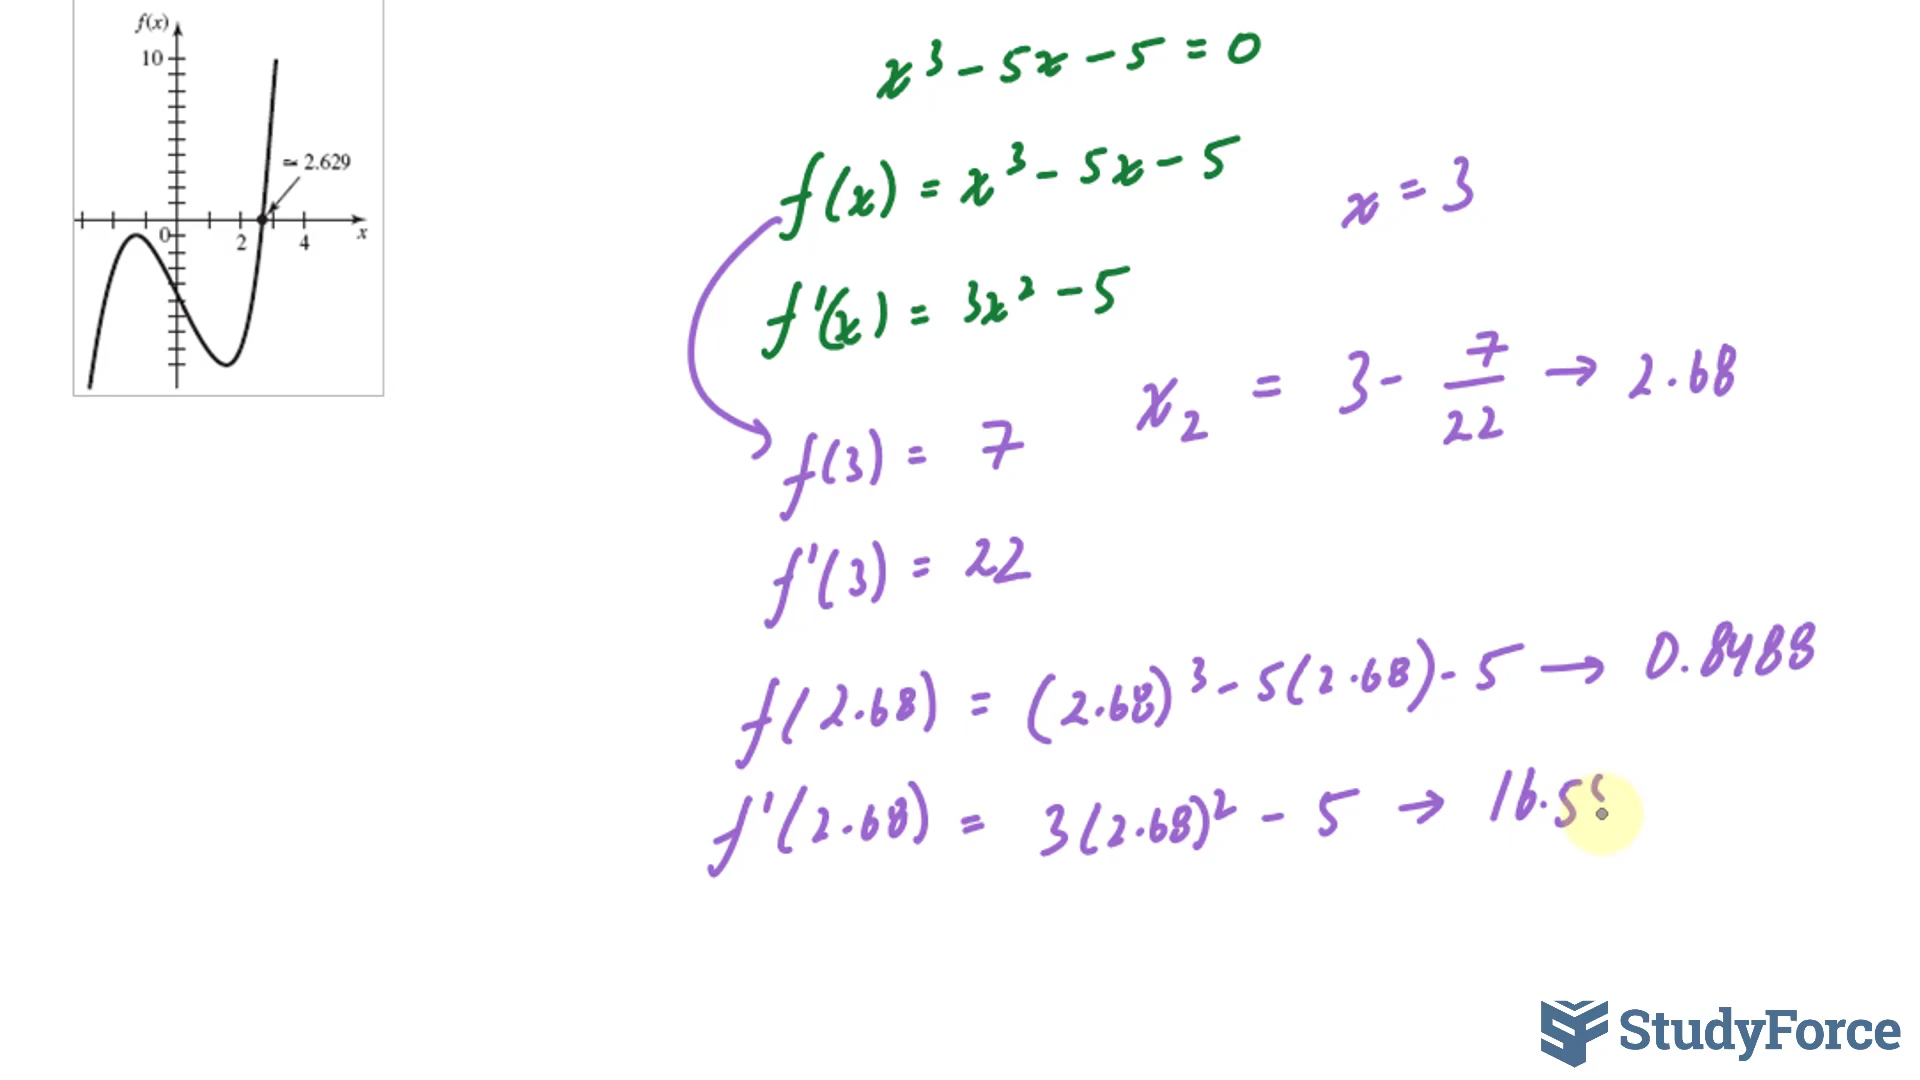 f(x)
10
≃ 2.629
0
2
4
x
x³ - 5x - 5 = 0
f(x) = x³ - 5x - 5
x = 3
f'(x) = 3x² - 5
x₂ = 3 - 7/22 → 2.68
f(3) = 7
f'(3) = 22
f(2.68) = (2.68)³ - 5(2.68) - 5 → 0.8488
f'(2.68) = 3(2.68)² - 5 → 16.5
StudyForce